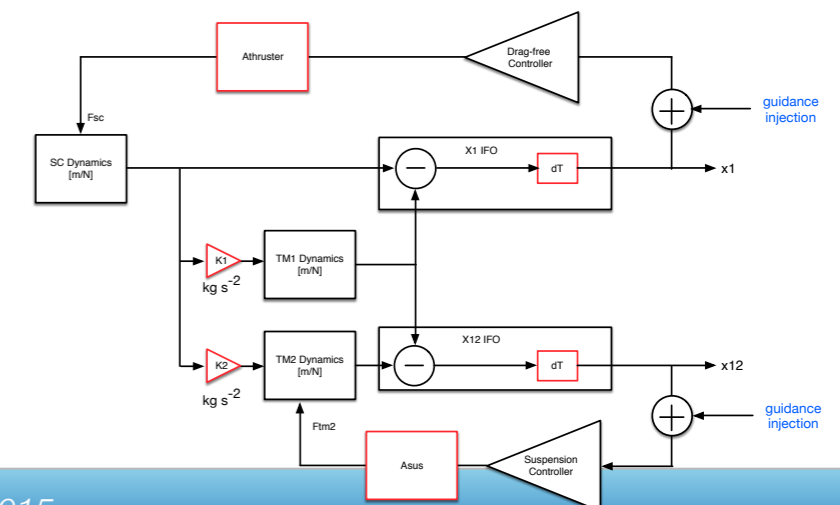 Athruster
Drag-free
Controller
guidance
injection
Fsc
SC Dynamics
[m/N]
X1 IFO
dT
x1
K1
kg s-2
TM1 Dynamics
[m/N]
K2
kg s-2
TM2 Dynamics
[m/N]
X12 IFO
dT
x12
guidance
injection
Ftm2
Asus
Suspension
Controller